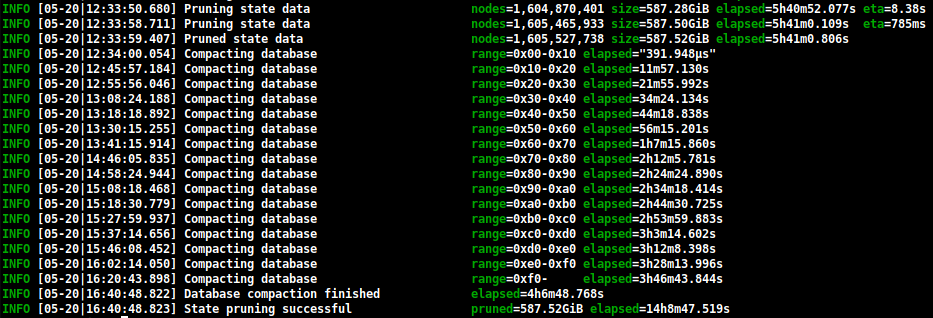 INFO [05-20|12:33:50.680] Pruning state data nodes=1,604,870,401 size=587.28GiB elapsed=5h40m52.077s eta=8.38s
INFO [05-20|12:33:58.711] Pruning state data nodes=1,605,465,933 size=587.50GiB elapsed=5h41m0.109s eta=785ms
INFO [05-20|12:33:59.407] Pruned state data nodes=1,605,527,738 size=587.52GiB elapsed=5h41m0.806s
INFO [05-20|12:34:00.054] Compacting database range=0x00-0x10 elapsed="391.948µs"
INFO [05-20|12:45:57.184] Compacting database range=0x10-0x20 elapsed=11m57.130s
INFO [05-20|12:55:56.046] Compacting database range=0x20-0x30 elapsed=21m55.992s
INFO [05-20|13:08:24.188] Compacting database range=0x30-0x40 elapsed=34m24.134s
INFO [05-20|13:18:18.892] Compacting database range=0x40-0x50 elapsed=44m18.838s
INFO [05-20|13:30:15.255] Compacting database range=0x50-0x60 elapsed=56m15.201s
INFO [05-20|13:41:15.914] Compacting database range=0x60-0x70 elapsed=1h7m15.860s
INFO [05-20|14:46:05.835] Compacting database range=0x70-0x80 elapsed=2h12m5.781s
INFO [05-20|14:58:24.944] Compacting database range=0x80-0x90 elapsed=2h24m24.890s
INFO [05-20|15:08:18.468] Compacting database range=0x90-0xa0 elapsed=2h34m18.414s
INFO [05-20|15:18:30.779] Compacting database range=0xa0-0xb0 elapsed=2h44m30.725s
INFO [05-20|15:27:59.937] Compacting database range=0xb0-0xc0 elapsed=2h53m59.883s
INFO [05-20|15:37:14.656] Compacting database range=0xc0-0xd0 elapsed=3h3m14.602s
INFO [05-20|15:46:08.452] Compacting database range=0xd0-0xe0 elapsed=3h12m8.398s
INFO [05-20|16:02:14.050] Compacting database range=0xe0-0xf0 elapsed=3h28m13.996s
INFO [05-20|16:20:43.898] Compacting database range=0xf0- elapsed=3h46m43.844s
INFO [05-20|16:40:48.822] Database compaction finished elapsed=4h6m48.768s
INFO [05-20|16:40:48.823] State pruning successful pruned=587.52GiB elapsed=14h8m47.519s